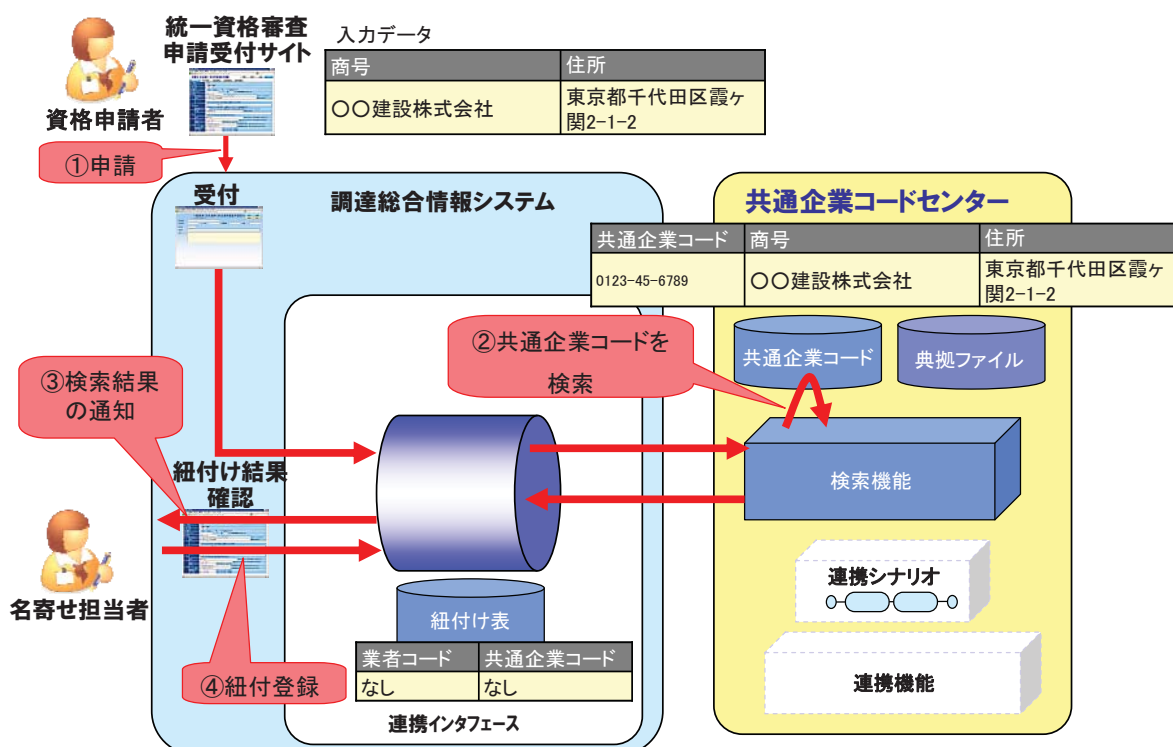 統一資格審査
申請受付サイト
資格申請者
入力データ
商号 住所
〇〇建設株式会社 東京都千代田区霞ヶ
関2-1-2
①申請
受付
調達総合情報システム
共通企業コードセンター
共通企業コード 商号 住所
0123-45-6789 〇〇建設株式会社 東京都千代田区霞ヶ
関2-1-2
②共通企業コードを
検索
共通企業コード
典拠ファイル
③検索結果
の通知
検索機能
紐付け結果
確認
名寄せ担当者
連携シナリオ
紐付け表
業者コード 共通企業コード
なし なし
④紐付登録
連携機能
連携インタフェース